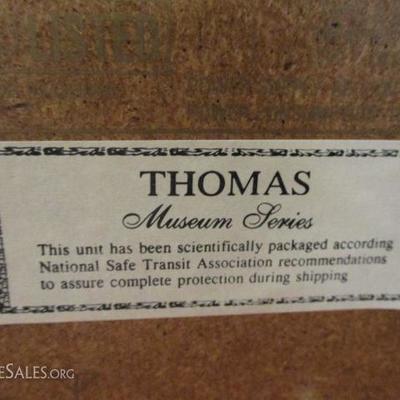 LISTED
THOMAS
Museum Series
This unit has been scientifically packaged according
National Safe Transit Association recommendations
to assure complete protection during shipping
ESALES.ORG